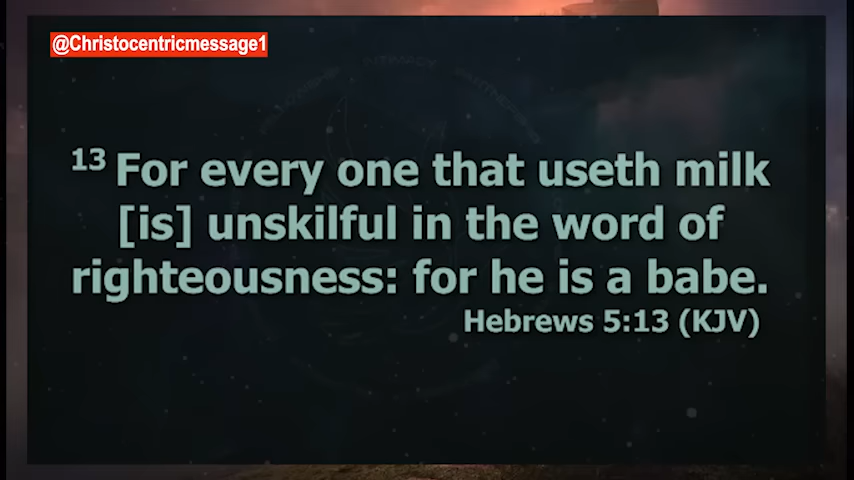 @Christocentricmessage1
13 For every one that useth milk
[is] unskilful in the word of
righteousness: for he is a babe.
Hebrews 5:13 (KJV)